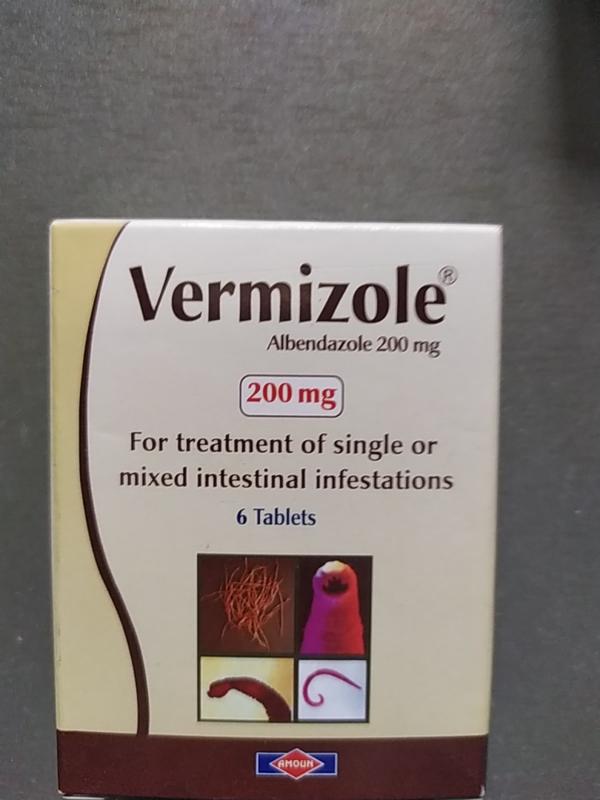 Vermizole®
Albendazole 200 mg
200 mg
For treatment of single or
mixed intestinal infestations
6 Tablets
AMOUN